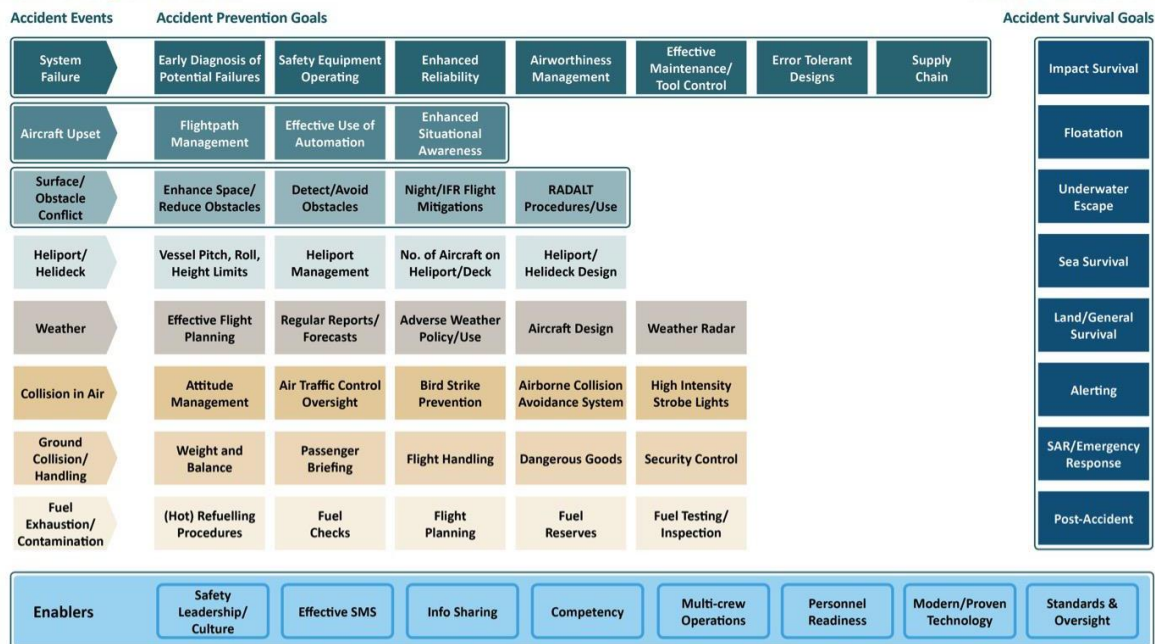 Accident Events
Accident Prevention Goals
Accident Survival Goals
System
Failure
Early Diagnosis of
Potential Failures
Safety Equipment
Operating
Enhanced
Reliability
Airworthiness
Management
Effective
Maintenance/
Tool Control
Error Tolerant
Designs
Supply
Chain
Impact Survival
Aircraft Upset
Flightpath
Management
Effective Use of
Automation
Enhanced
Situational
Awareness
Floatation
Surface/
Obstacle
Conflict
Enhance Space/
Reduce Obstacles
Detect/Avoid
Obstacles
Night/IFR Flight
Mitigations
RADALT
Procedures/Use
Underwater
Escape
Heliport/
Helideck
Vessel Pitch, Roll,
Height Limits
Heliport
Management
No. of Aircraft on
Heliport/Deck
Heliport/
Helideck Design
Sea Survival
Weather
Effective Flight
Planning
Regular Reports/
Forecasts
Adverse Weather
Policy/Use
Aircraft Design
Weather Radar
Land/General
Survival
Collision in Air
Attitude
Management
Air Traffic Control
Oversight
Bird Strike
Prevention
Airborne Collision
Avoidance System
High Intensity
Strobe Lights
Alerting
Ground
Collision/
Handling
Weight and
Balance
Passenger
Briefing
Flight Handling
Dangerous Goods
Security Control
SAR/Emergency
Response
Fuel
Exhaustion/
Contamination
(Hot) Refuelling
Procedures
Fuel
Checks
Flight
Planning
Fuel
Reserves
Fuel Testing/
Inspection
Post-Accident
Enablers
Safety
Leadership/
Culture
Effective SMS
Info Sharing
Competency
Multi-crew
Operations
Personnel
Readiness
Modern/Proven
Technology
Standards &
Oversight